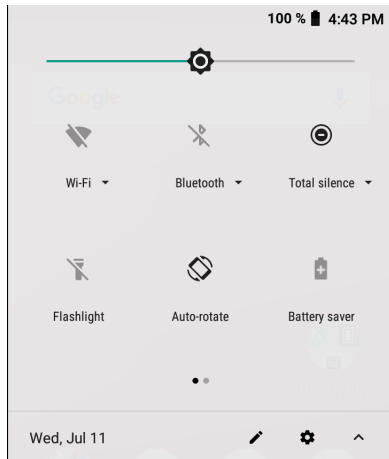 100 % 4:43 PM
Google
Wi-Fi Bluetooth Total silence
Flashlight Auto-rotate Battery saver
Wed, Jul 11